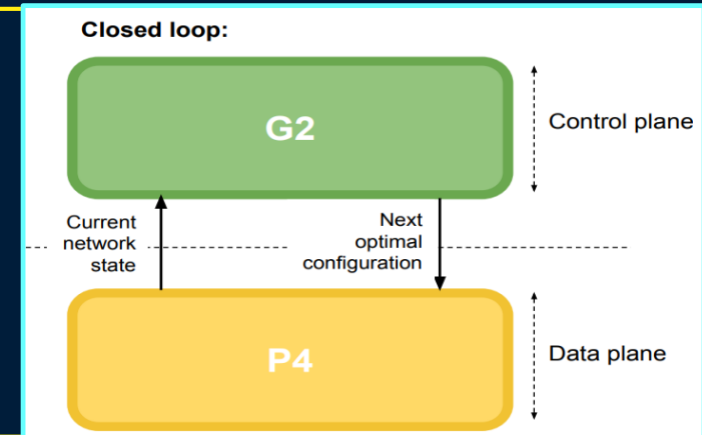 Closed loop:
G2
Control plane
Current
network
state
Next
optimal
configuration
P4
Data plane